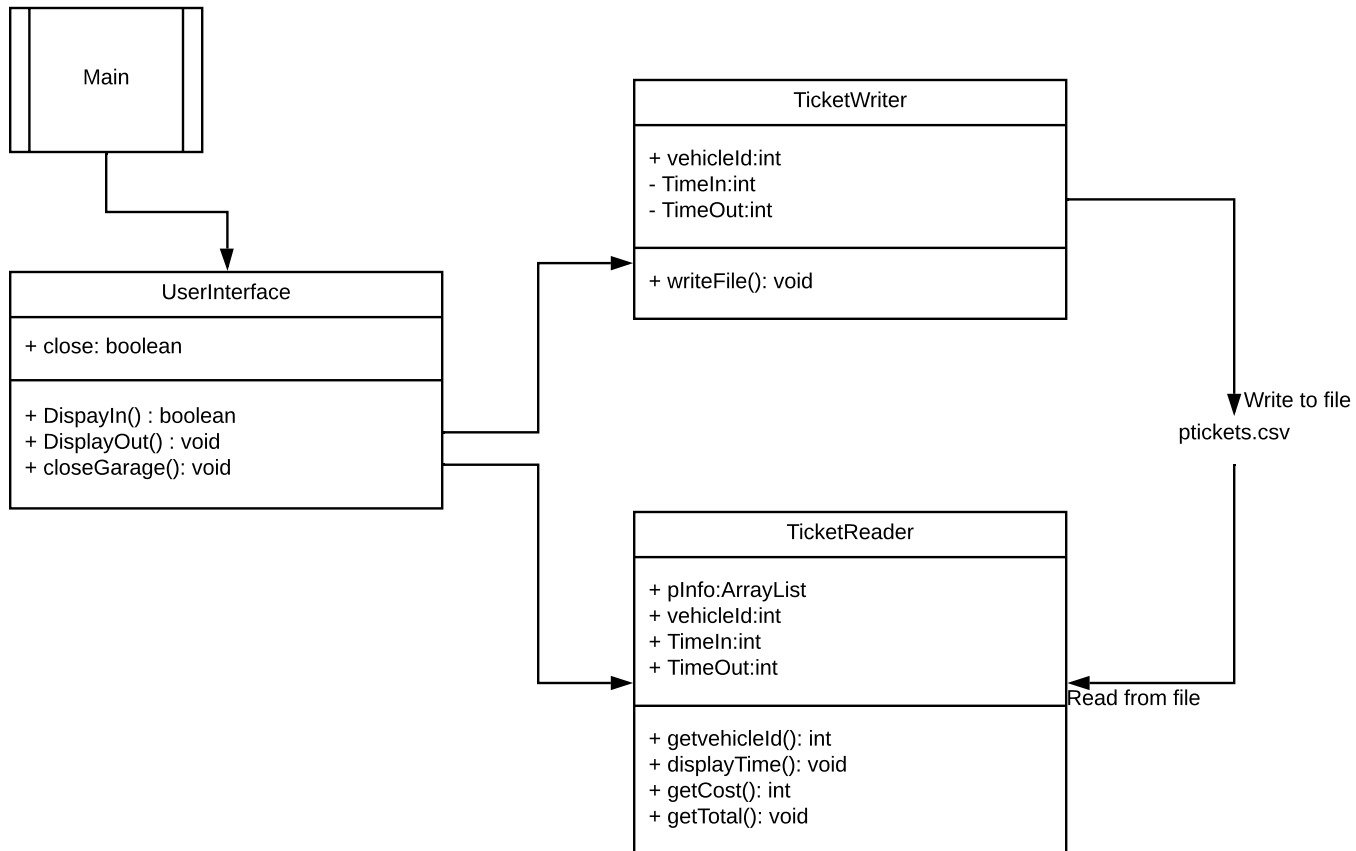 Main
UserInterface
+ close: boolean
+ DispayIn() : boolean
+ DisplayOut() : void
+ closeGarage(): void
TicketWriter
+ vehicleId:int
- TimeIn:int
- TimeOut:int
+ writeFile(): void
Write to file
ptickets.csv
TicketReader
+ pInfo:ArrayList
+ vehicleId:int
+ TimeIn:int
+ TimeOut:int
Read from file
+ getvehicleId(): int
+ displayTime(): void
+ getCost(): int
+ getTotal(): void